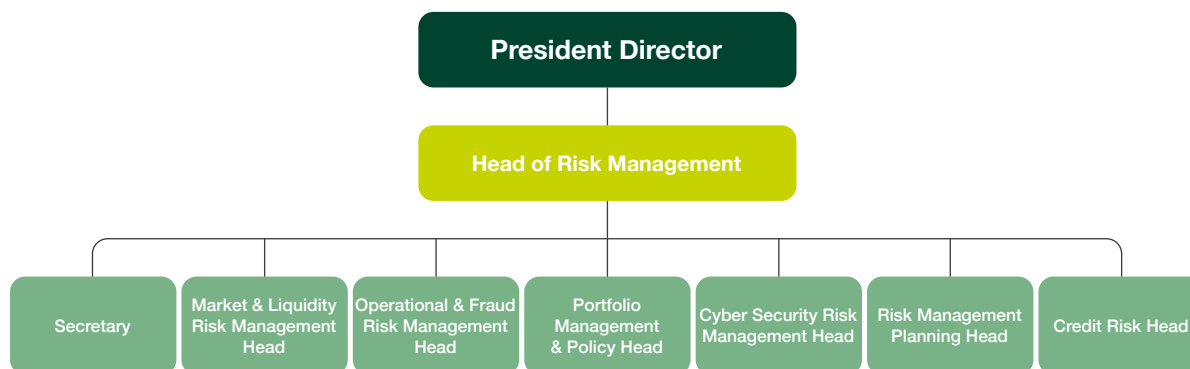 President Director
Head of Risk Management
Secretary
Market & Liquidity
Risk Management
Head
Operational & Fraud
Risk Management
Head
Portfolio
Management
& Policy Head
Cyber Security Risk
Management Head
Risk Management
Planning Head
Credit Risk Head